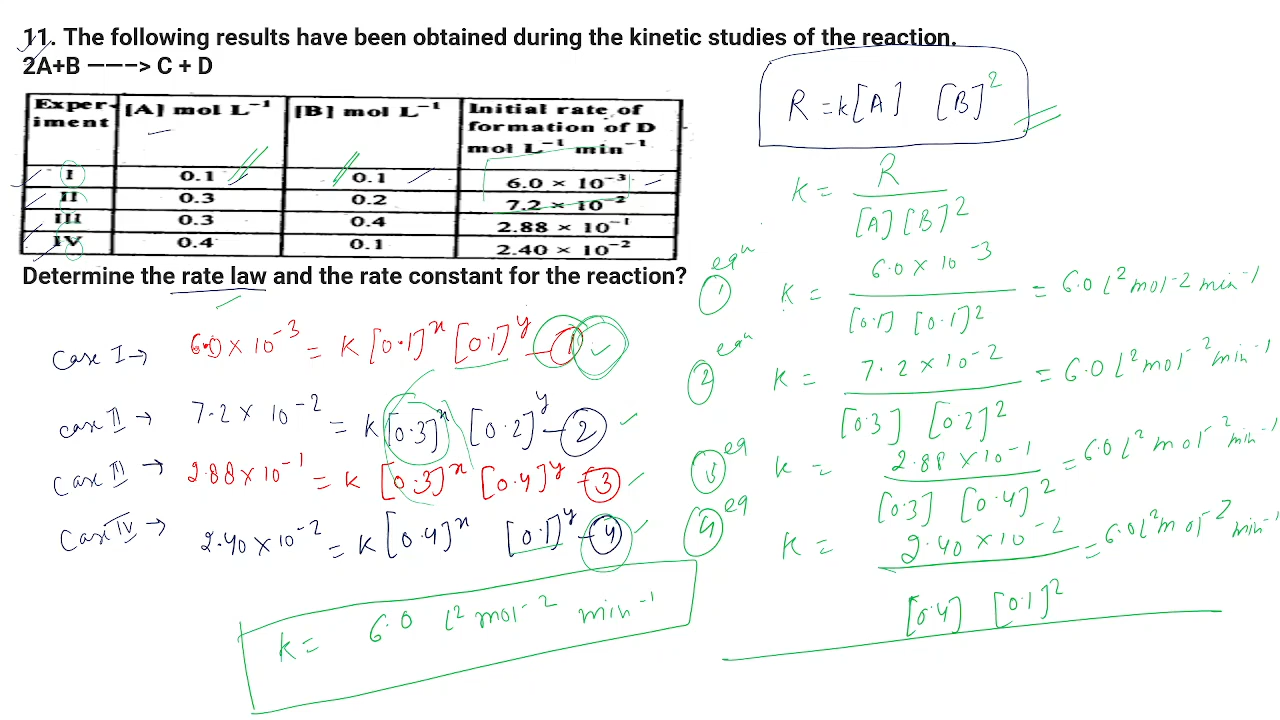 11. The following results have been obtained during the kinetic studies of the reaction.
2A+B ———> C + D
Exper-iment [A] mol L⁻¹ [B] mol L⁻¹ Initial rate of formation of D mol L⁻¹ min⁻¹
I 0.1 0.1 6.0 × 10⁻³
II 0.3 0.2 7.2 × 10⁻²
III 0.3 0.4 2.88 × 10⁻¹
IV 0.4 0.1 2.40 × 10⁻²
Determine the rate law and the rate constant for the reaction?
Case I → 6.0 × 10⁻³ = K [0.1]ˣ [0.1]ʸ — 1
Case II → 7.2 × 10⁻² = K [0.3]ˣ [0.2]ʸ — 2
Case III → 2.88 × 10⁻¹ = K [0.3]ˣ [0.4]ʸ — 3
Case IV → 2.40 × 10⁻² = K [0.4]ˣ [0.1]ʸ — 4
K = 6.0 L² mol⁻² min⁻¹
R = k [A] [B]²
K = R
[A] [B]²
eqⁿ
1 K = 6.0 × 10⁻³ = 6.0 L² mol-2 min⁻¹
[0.1] [0.1]²
eqⁿ
2 K = 7.2 × 10⁻² = 6.0 L² mol⁻² min⁻¹
[0.3] [0.2]²
eq
K = 2.88 × 10⁻¹ = 6.0 L² mol⁻² min⁻¹
[0.3] [0.4]²
eq
4 K = 2.40 × 10⁻² = 6.0 L² mol⁻² min⁻¹
[0.4] [0.1]²